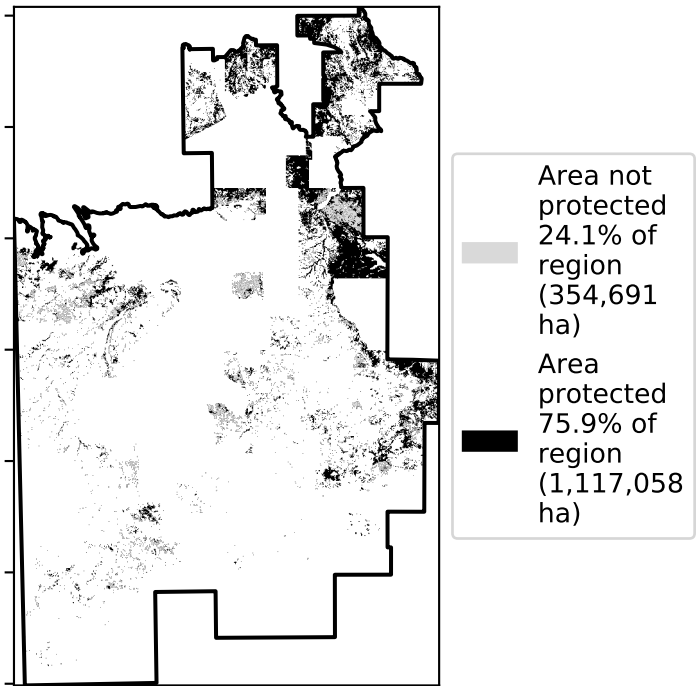 Area not
protected
24.1% of
region
(354,691
ha)
Area
protected
75.9% of
region
(1,117,058
ha)